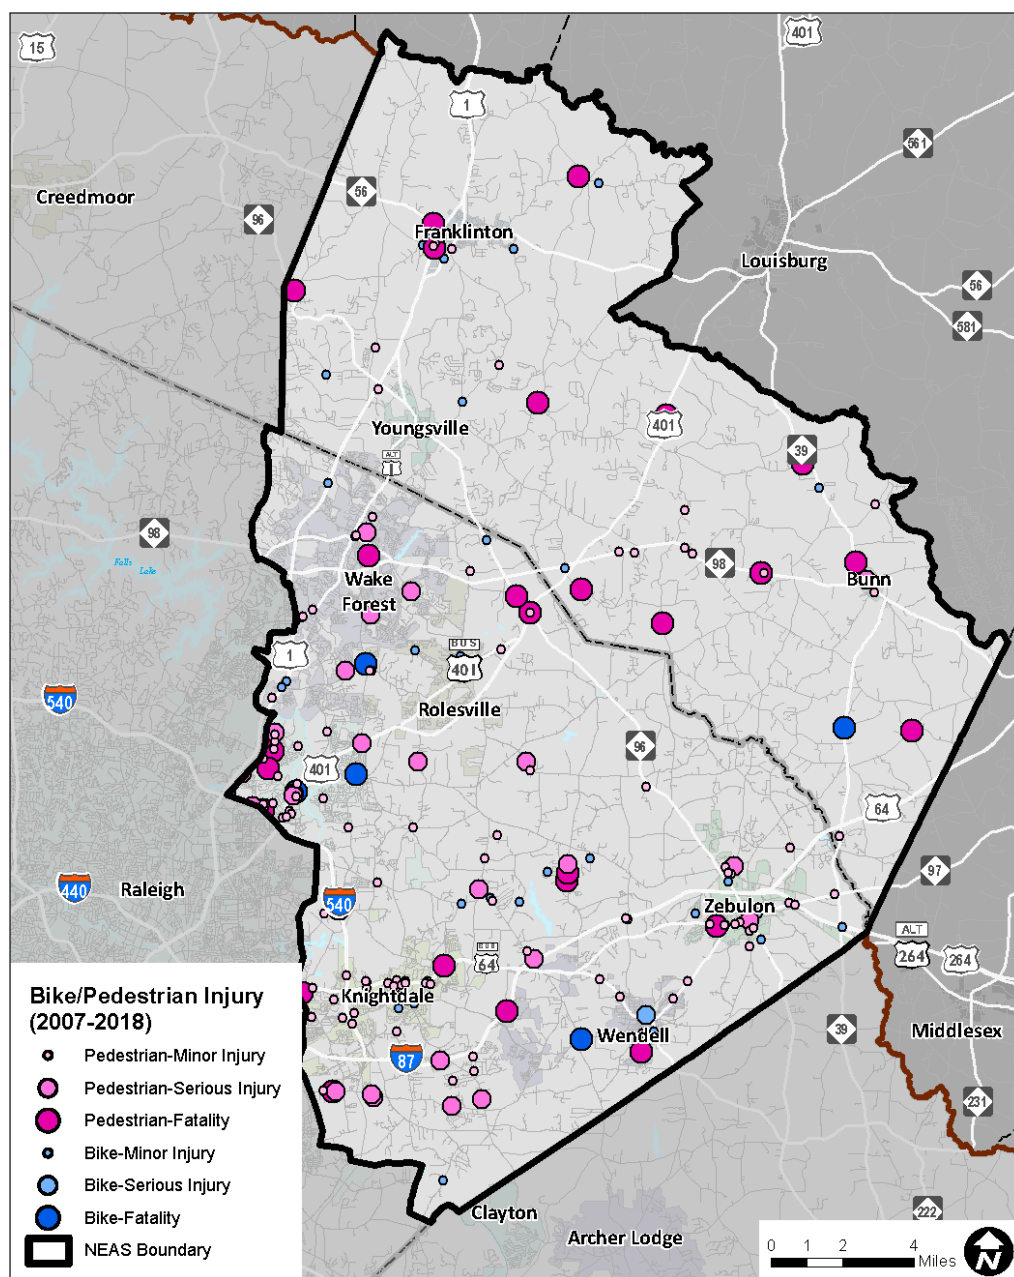 15
401
1
561
56
Creedmoor
96
Franklinton
Louisburg
56
581
401
Youngsville
39
ALT
1
98
Falls
Lake
98
Wake
Forest
Bunn
BUS
401
1
540
Rolesville
96
401
64
440
Raleigh
540
97
Zebulon
ALT
264
264
BUS
64
Knightdale
Wendell
39
Middlesex
87
231
Bike/Pedestrian Injury
(2007-2018)
Pedestrian-Minor Injury
Pedestrian-Serious Injury
Pedestrian-Fatality
Bike-Minor Injury
Bike-Serious Injury
Bike-Fatality
NEAS Boundary
Clayton
Archer Lodge
222
0 1 2 4
Miles
N